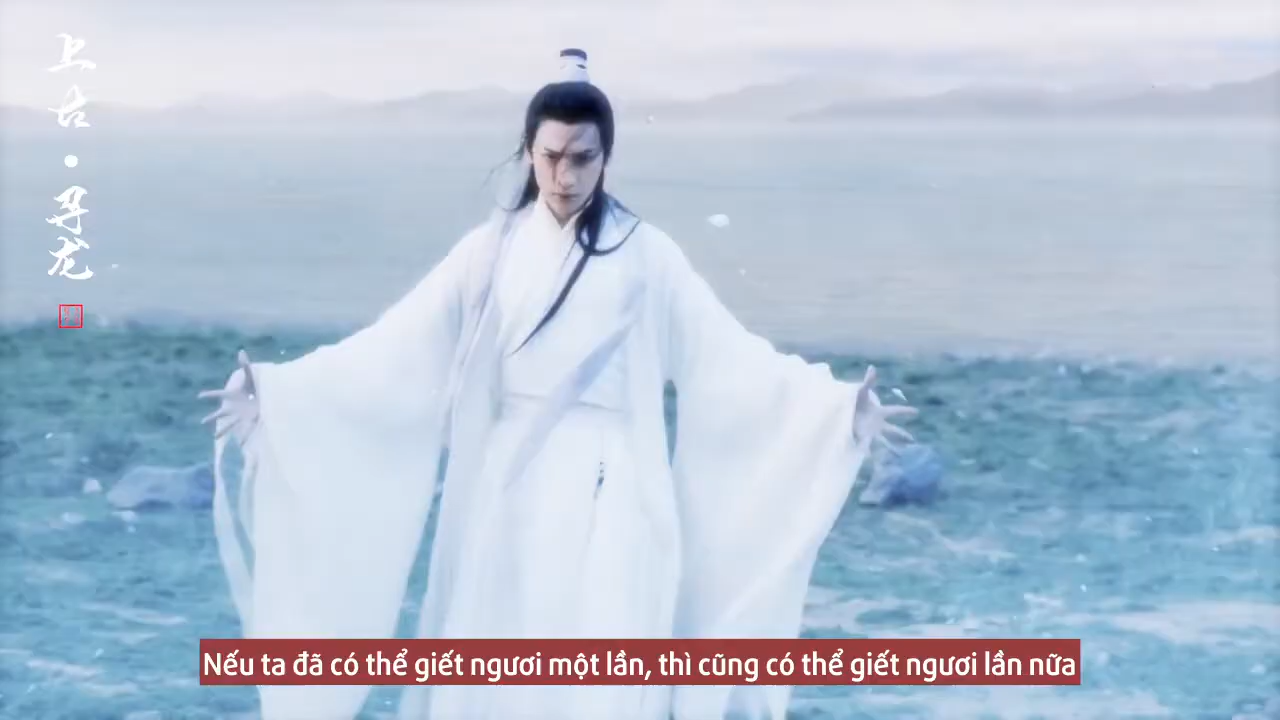 上古·寻龙
Nếu ta đã có thể giết ngươi một lần, thì cũng có thể giết ngươi lần nữa